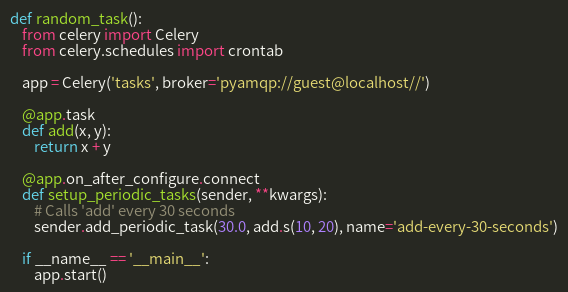 def random_task():
    from celery import Celery
    from celery.schedules import crontab

    app = Celery('tasks', broker='pyamqp://guest@localhost//')

    @app.task
    def add(x, y):
        return x + y

    @app.on_after_configure.connect
    def setup_periodic_tasks(sender, **kwargs):
        # Calls 'add' every 30 seconds
        sender.add_periodic_task(30.0, add.s(10, 20), name='add-every-30-seconds')

    if __name__ == '__main__':
        app.start()